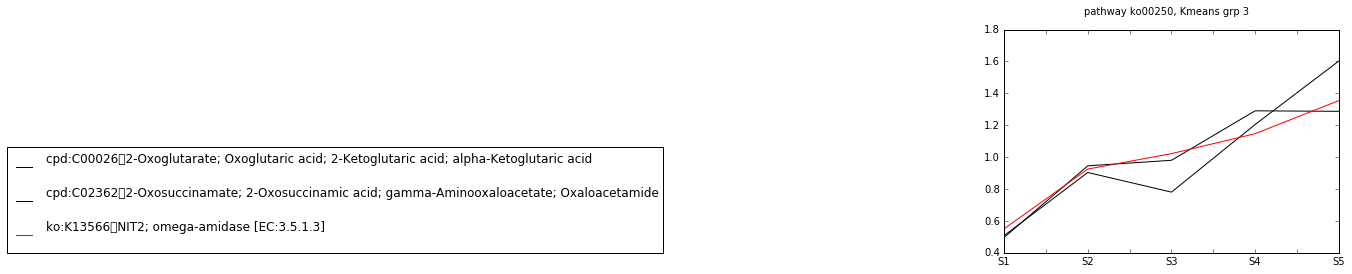 pathway ko00250, Kmeans grp 3
1.8
1.6
1.4
1.2
1.0
0.8
0.6
0.4
S1 S2 S3 S4 S5
cpd:C00026▯2-Oxoglutarate; Oxoglutaric acid; 2-Ketoglutaric acid; alpha-Ketoglutaric acid
cpd:C02362▯2-Oxosuccinamate; 2-Oxosuccinamic acid; gamma-Aminooxaloacetate; Oxaloacetamide
ko:K13566▯NIT2; omega-amidase [EC:3.5.1.3]